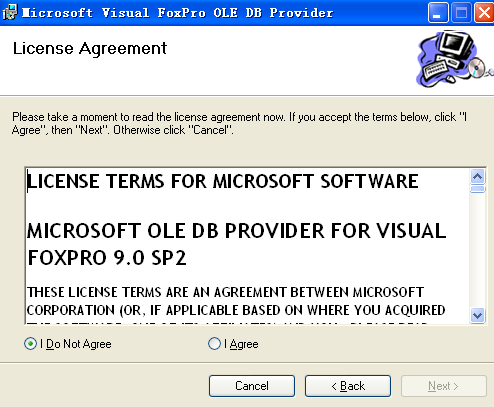 Microsoft Visual FoxPro OLE DB Provider
License Agreement
Please take a moment to read the license agreement now. If you accept the terms below, click "I
Agree", then "Next". Otherwise click "Cancel".
LICENSE TERMS FOR MICROSOFT SOFTWARE
MICROSOFT OLE DB PROVIDER FOR VISUAL
FOXPRO 9.0 SP2
THESE LICENSE TERMS ARE AN AGREEMENT BETWEEN MICROSOFT
CORPORATION (OR, IF APPLICABLE BASED ON WHERE YOU ACQUIRED
I Do Not Agree
I Agree
Cancel
< Back
Next >